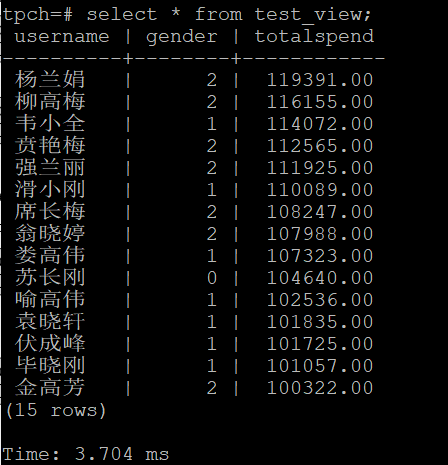 tpch=# select * from test_view;
username | gender | totalspend
----------+--------+------------
杨兰娟 | 2 | 119391.00
柳高梅 | 2 | 116155.00
韦小全 | 1 | 114072.00
贲艳梅 | 2 | 112565.00
强兰丽 | 2 | 111925.00
滑小刚 | 1 | 110089.00
席长梅 | 2 | 108247.00
翁晓婷 | 2 | 107988.00
娄高伟 | 1 | 107323.00
苏长刚 | 0 | 104640.00
喻高伟 | 1 | 102536.00
袁晓轩 | 1 | 101835.00
伏成峰 | 1 | 101725.00
毕晓刚 | 1 | 101057.00
金高芳 | 2 | 100322.00
(15 rows)
Time: 3.704 ms